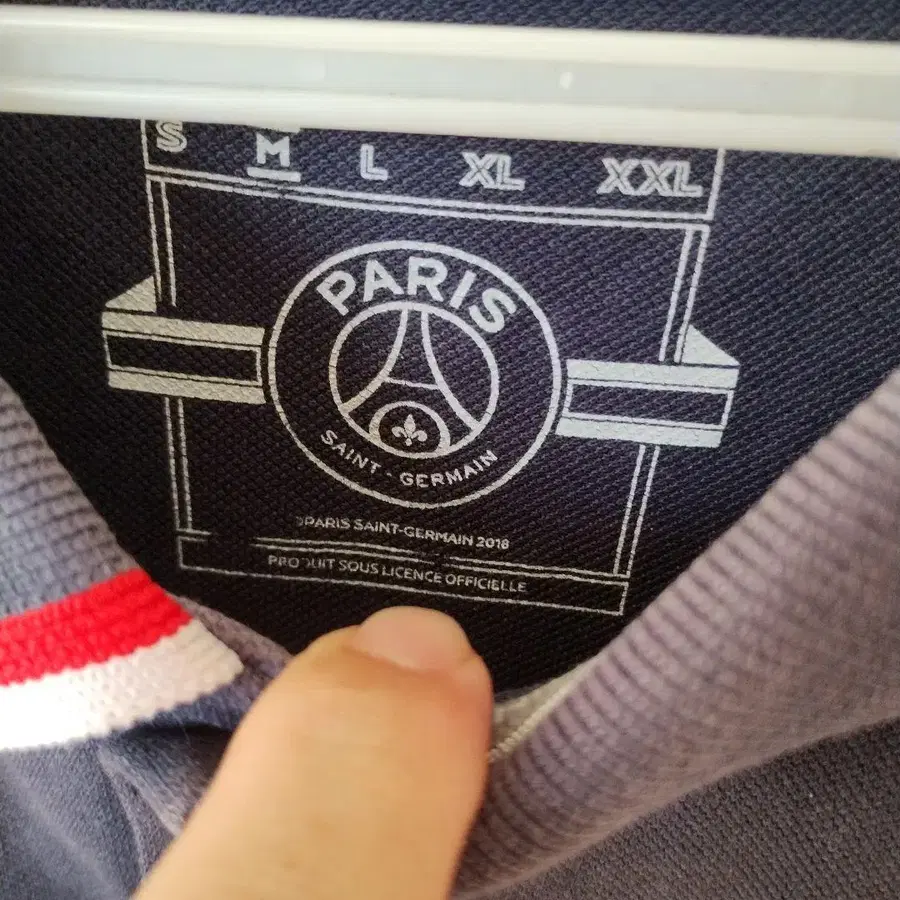 S M L XL XXL
PARIS
SAINT - GERMAIN
PARIS SAINT-GERMAIN 2018
PRODUIT SOUS LICENCE OFFICIELLE